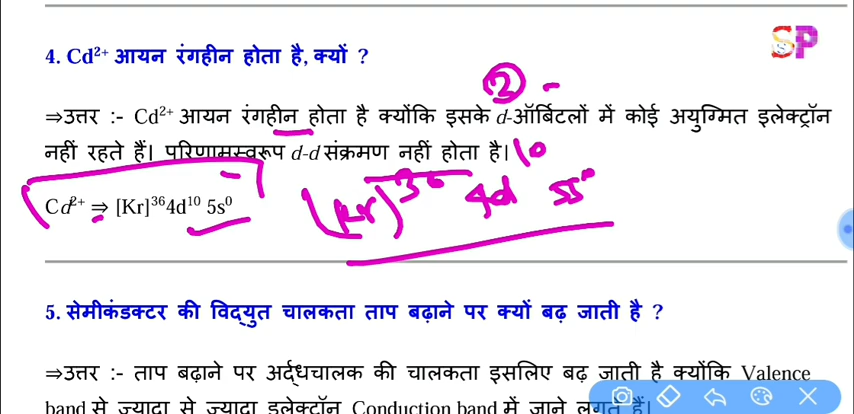 SP
4. Cd²⁺ आयन रंगहीन होता है, क्यों ?
②
⇒उत्तर :- Cd²⁺ आयन रंगहीन होता है क्योंकि इसके d-ऑर्बिटलों में कोई अयुग्मित इलेक्ट्रॉन
नहीं रहते हैं। परिणामस्वरूप d-d संक्रमण नहीं होता है।
Cd²⁺ ⇒ [Kr]³⁶4d¹⁰ 5s⁰
(Kr)³⁶ 4d¹⁰ 5s⁰
5. सेमीकंडक्टर की विद्युत चालकता ताप बढ़ाने पर क्यों बढ़ जाती है ?
⇒उत्तर :- ताप बढ़ाने पर अर्द्धचालक की चालकता इसलिए बढ़ जाती है क्योंकि Valence
band से ज्यादा से ज्यादा इलेक्ट्रॉन Conduction band में जाने लगते हैं।